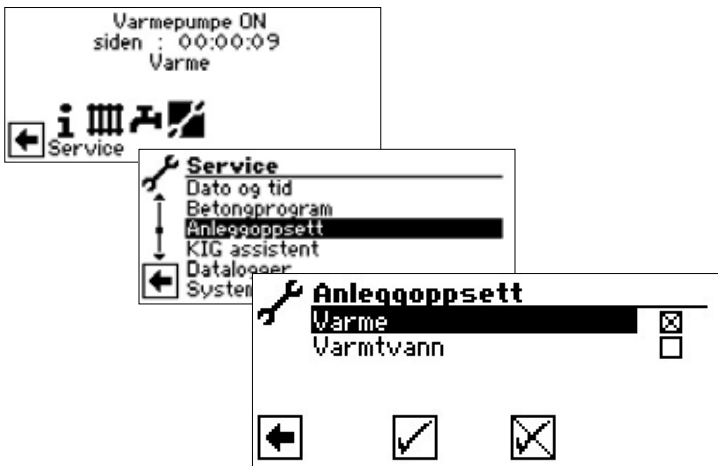 Varmepumpe ON
siden : 00:00:09
Varme
Service
Service
Dato og tid
Betongprogram
Anleggoppsett
KIG assistent
Datalogger
System
Anleggoppsett
Varme
Varmtvann